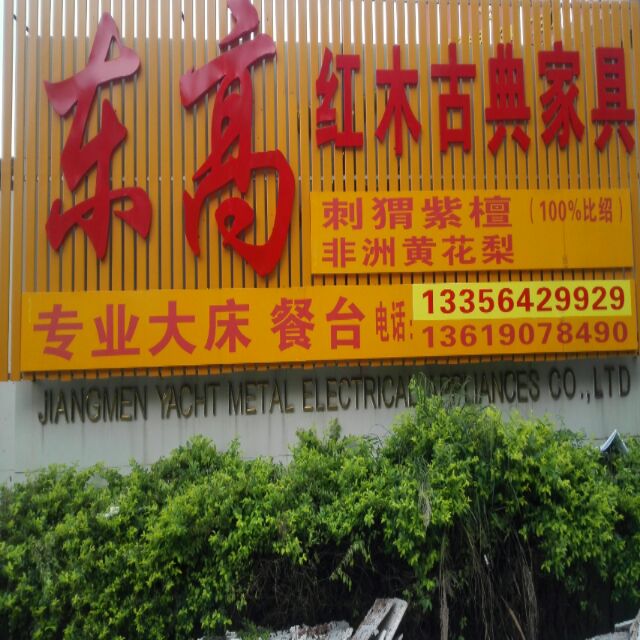 东高
红木古典家具
刺猬紫檀（100%比绍）
非洲黄花梨
专业大床 餐台 电话：13356429929
13619078490
JIANGMEN YACHT METAL ELECTRICAL APPLIANCES CO.,LTD